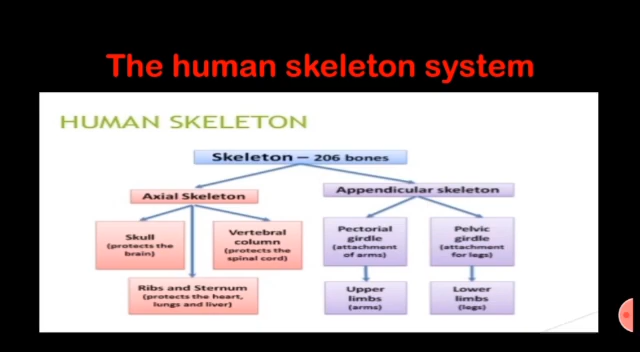 The human skeleton system
HUMAN SKELETON
Skeleton – 206 bones
Axial Skeleton
Appendicular skeleton
Skull
(protects the
brain)
Vertebral
column
(protects the
spinal cord)
Ribs and Sternum
(protects the heart,
lungs and liver)
Pectorial
girdle
(attachment
of arms)
Pelvic
girdle
(attachment
for legs)
Upper
limbs
(arms)
Lower
limbs
(legs)